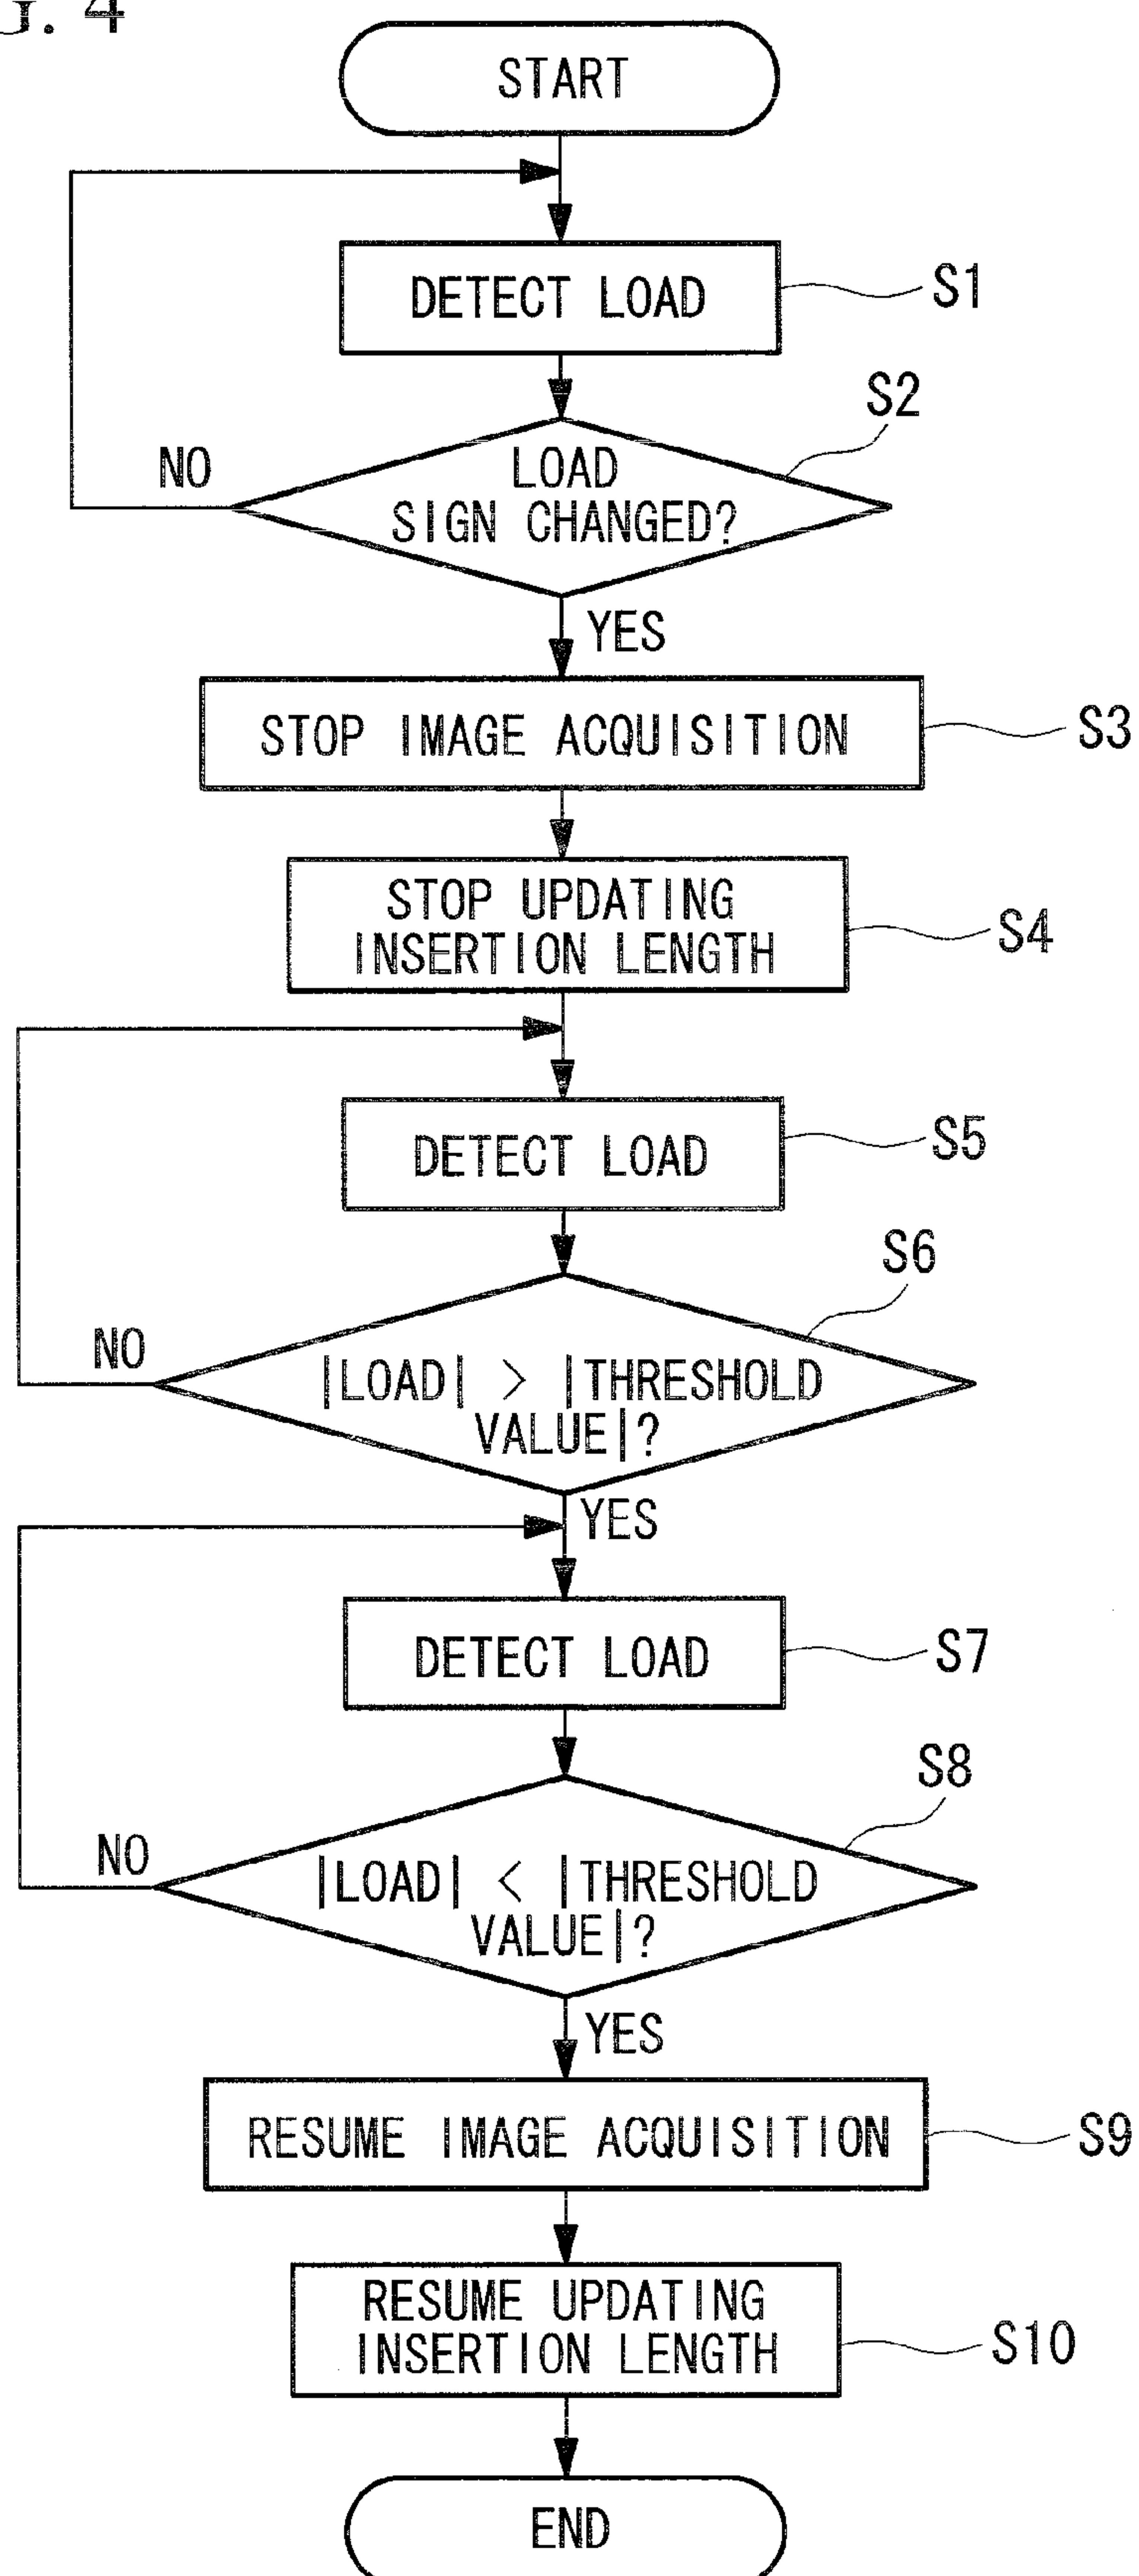 G. 4
START
DETECT LOAD
S1
S2
NO
LOAD
SIGN CHANGED?
YES
STOP IMAGE ACQUISITION
S3
STOP UPDATING
INSERTION LENGTH
S4
DETECT LOAD
S5
S6
NO
|LOAD| > |THRESHOLD
VALUE|?
YES
DETECT LOAD
S7
S8
NO
|LOAD| < |THRESHOLD
VALUE|?
YES
RESUME IMAGE ACQUISITION
S9
RESUME UPDATING
INSERTION LENGTH
S10
END